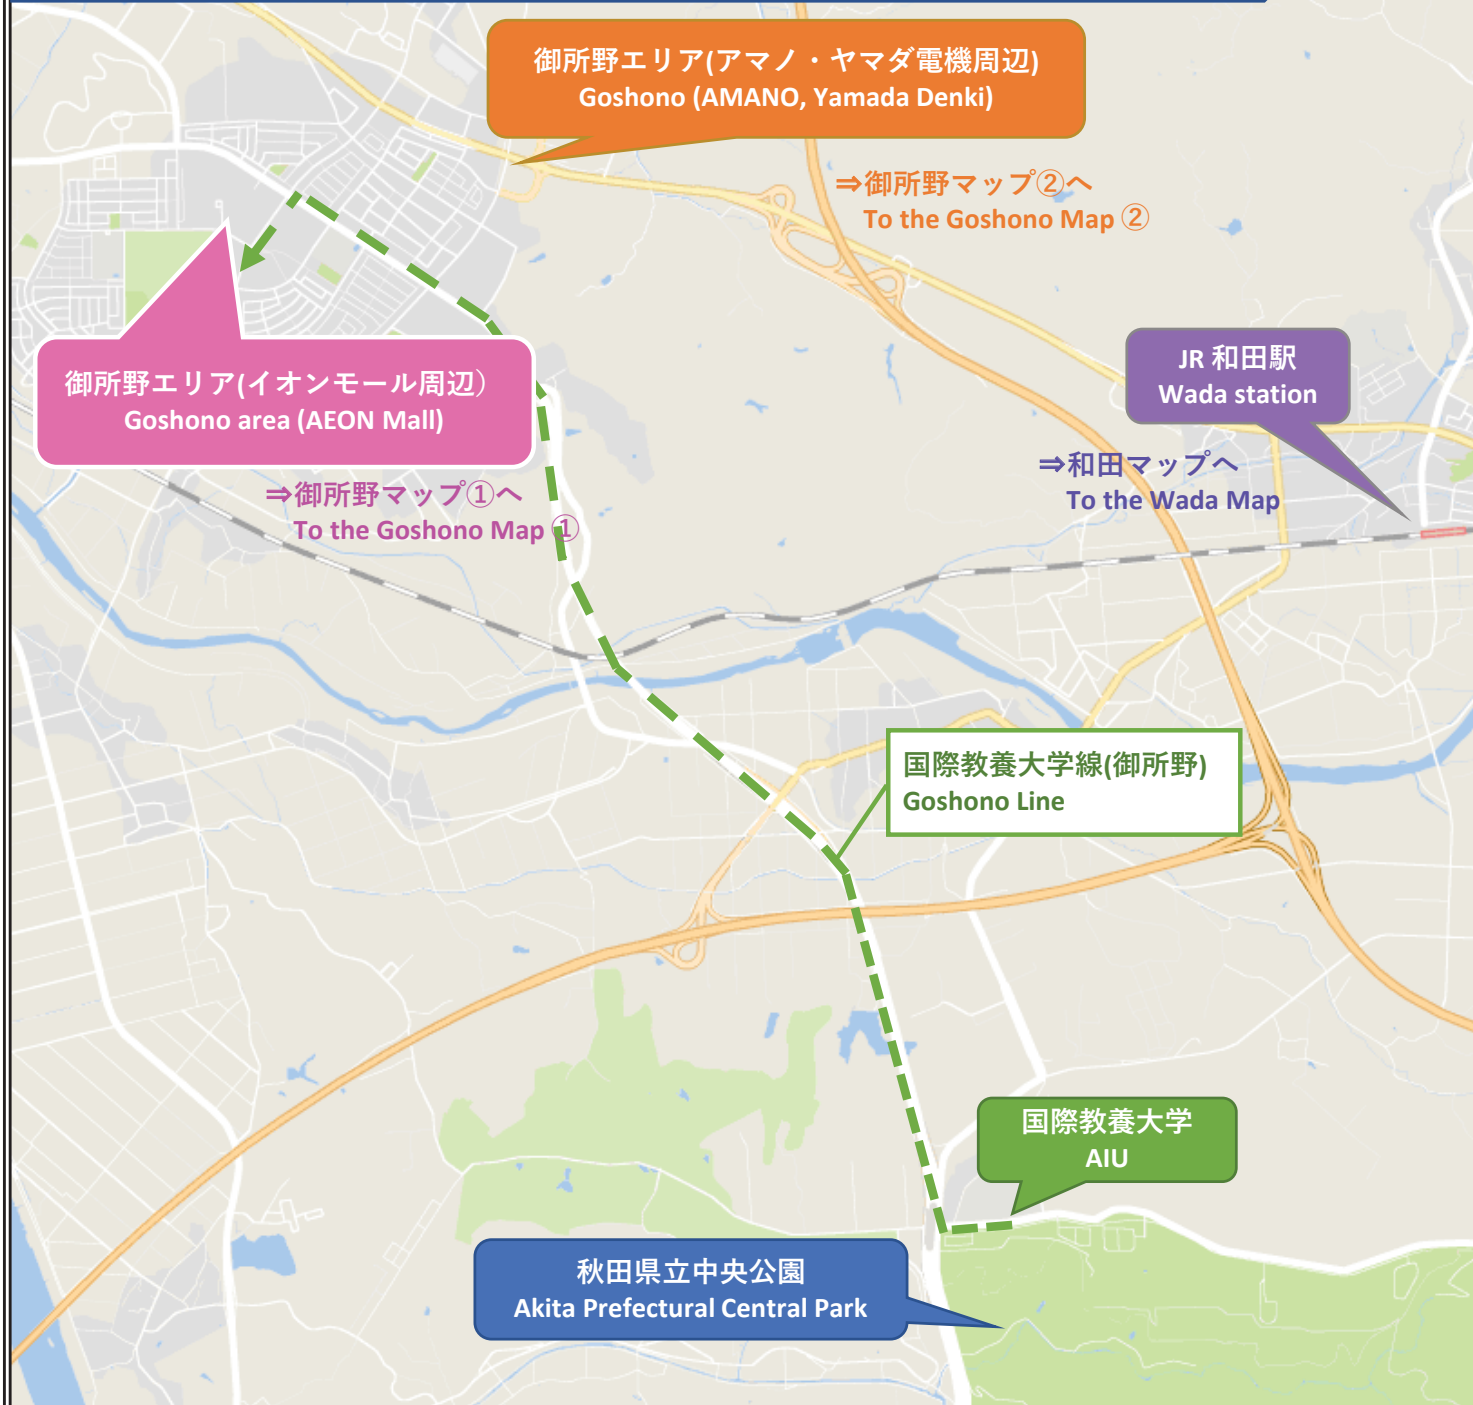 御所野エリア(アマノ・ヤマダ電機周辺)
Goshono (AMANO, Yamada Denki)
⇒御所野マップ②へ
To the Goshono Map ②
御所野エリア(イオンモール周辺）
Goshono area (AEON Mall)
⇒御所野マップ①へ
To the Goshono Map ①
JR 和田駅
Wada station
⇒和田マップへ
To the Wada Map
国際教養大学線(御所野)
Goshono Line
国際教養大学
AIU
秋田県立中央公園
Akita Prefectural Central Park